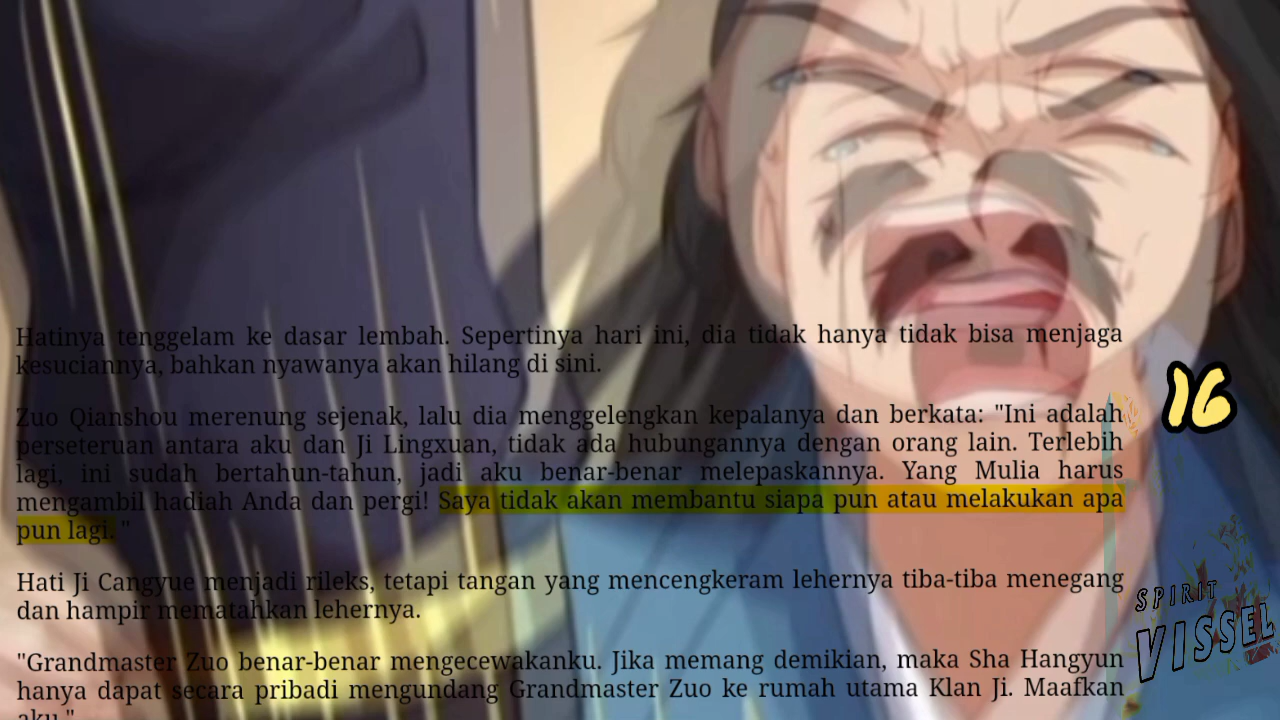 Hatinya tenggelam ke dasar lembah. Sepertinya hari ini, dia tidak hanya tidak bisa menjaga
kesuciannya, bahkan nyawanya akan hilang di sini.
Zuo Qianshou merenung sejenak, lalu dia menggelengkan kepalanya dan berkata: "Ini adalah
perseteruan antara aku dan Ji Lingxuan, tidak ada hubungannya dengan orang lain. Terlebih
lagi, ini sudah bertahun-tahun, jadi aku benar-benar melepaskannya. Yang Mulia harus
mengambil hadiah Anda dan pergi! Saya tidak akan membantu siapa pun atau melakukan apa
pun lagi. "
Hati Ji Cangyue menjadi rileks, tetapi tangan yang mencengkeram lehernya tiba-tiba menegang
dan hampir mematahkan lehernya.
"Grandmaster Zuo benar-benar mengecewakanku. Jika memang demikian, maka Sha Hangyun
hanya dapat secara pribadi mengundang Grandmaster Zuo ke rumah utama Klan Ji. Maafkan
aku."
16
SPIRIT
VISSEL